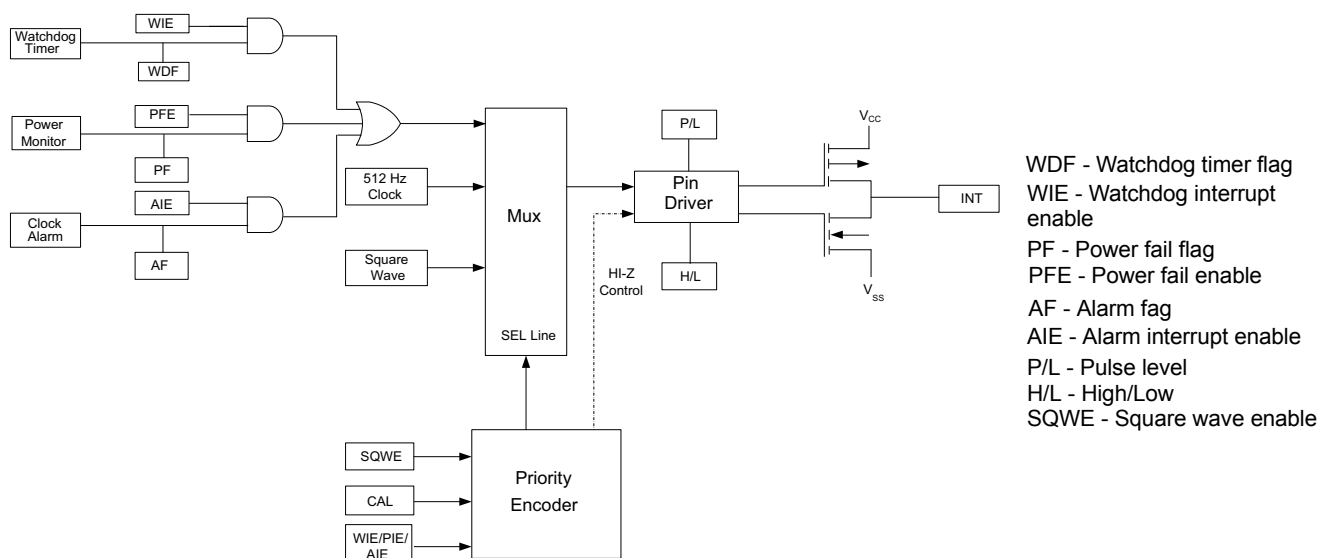 WIE
Watchdog
Timer
WDF
PFE
Power
Monitor
PF
AIE
Clock
Alarm
AF
512 Hz
Clock
Square
Wave
Mux
SEL Line
P/L
Pin
Driver
H/L
HI-Z
Control
VCC
INT
VSS
SQWE
CAL
WIE/PIE/
AIE
Priority
Encoder
WDF - Watchdog timer flag
WIE - Watchdog interrupt
enable
PF - Power fail flag
PFE - Power fail enable
AF - Alarm fag
AIE - Alarm interrupt enable
P/L - Pulse level
H/L - High/Low
SQWE - Square wave enable